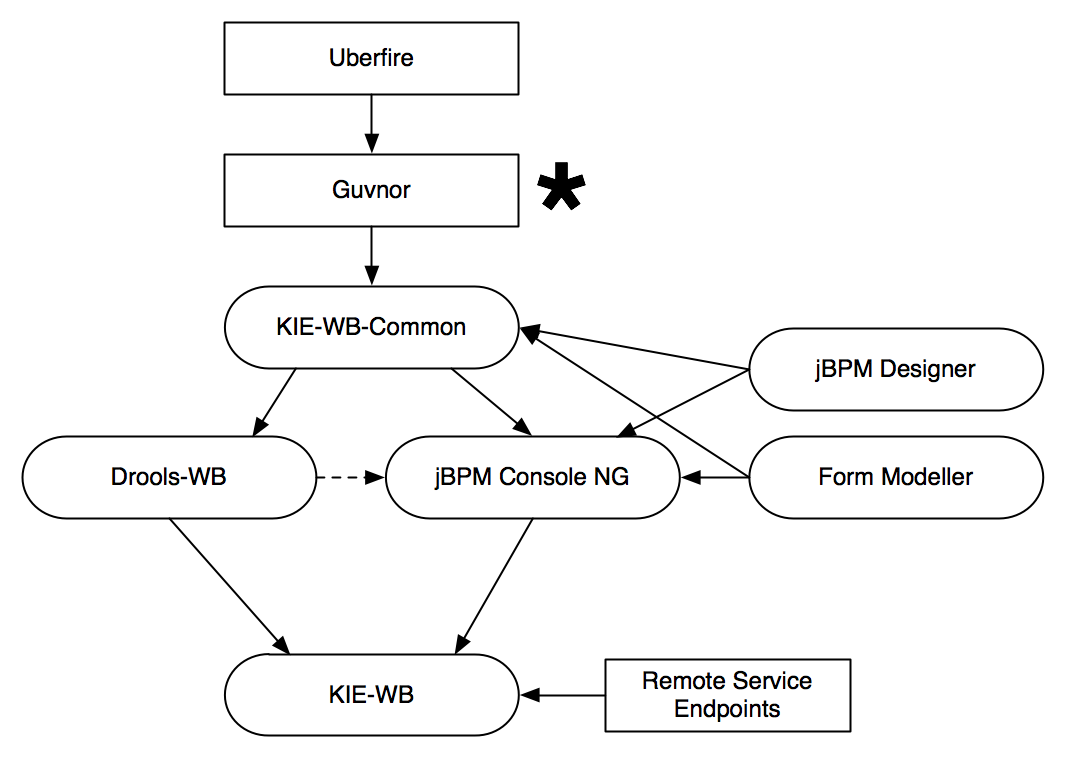 Uberfire
Guvnor
*
KIE-WB-Common
jBPM Designer
Drools-WB
jBPM Console NG
Form Modeller
KIE-WB
Remote Service
Endpoints